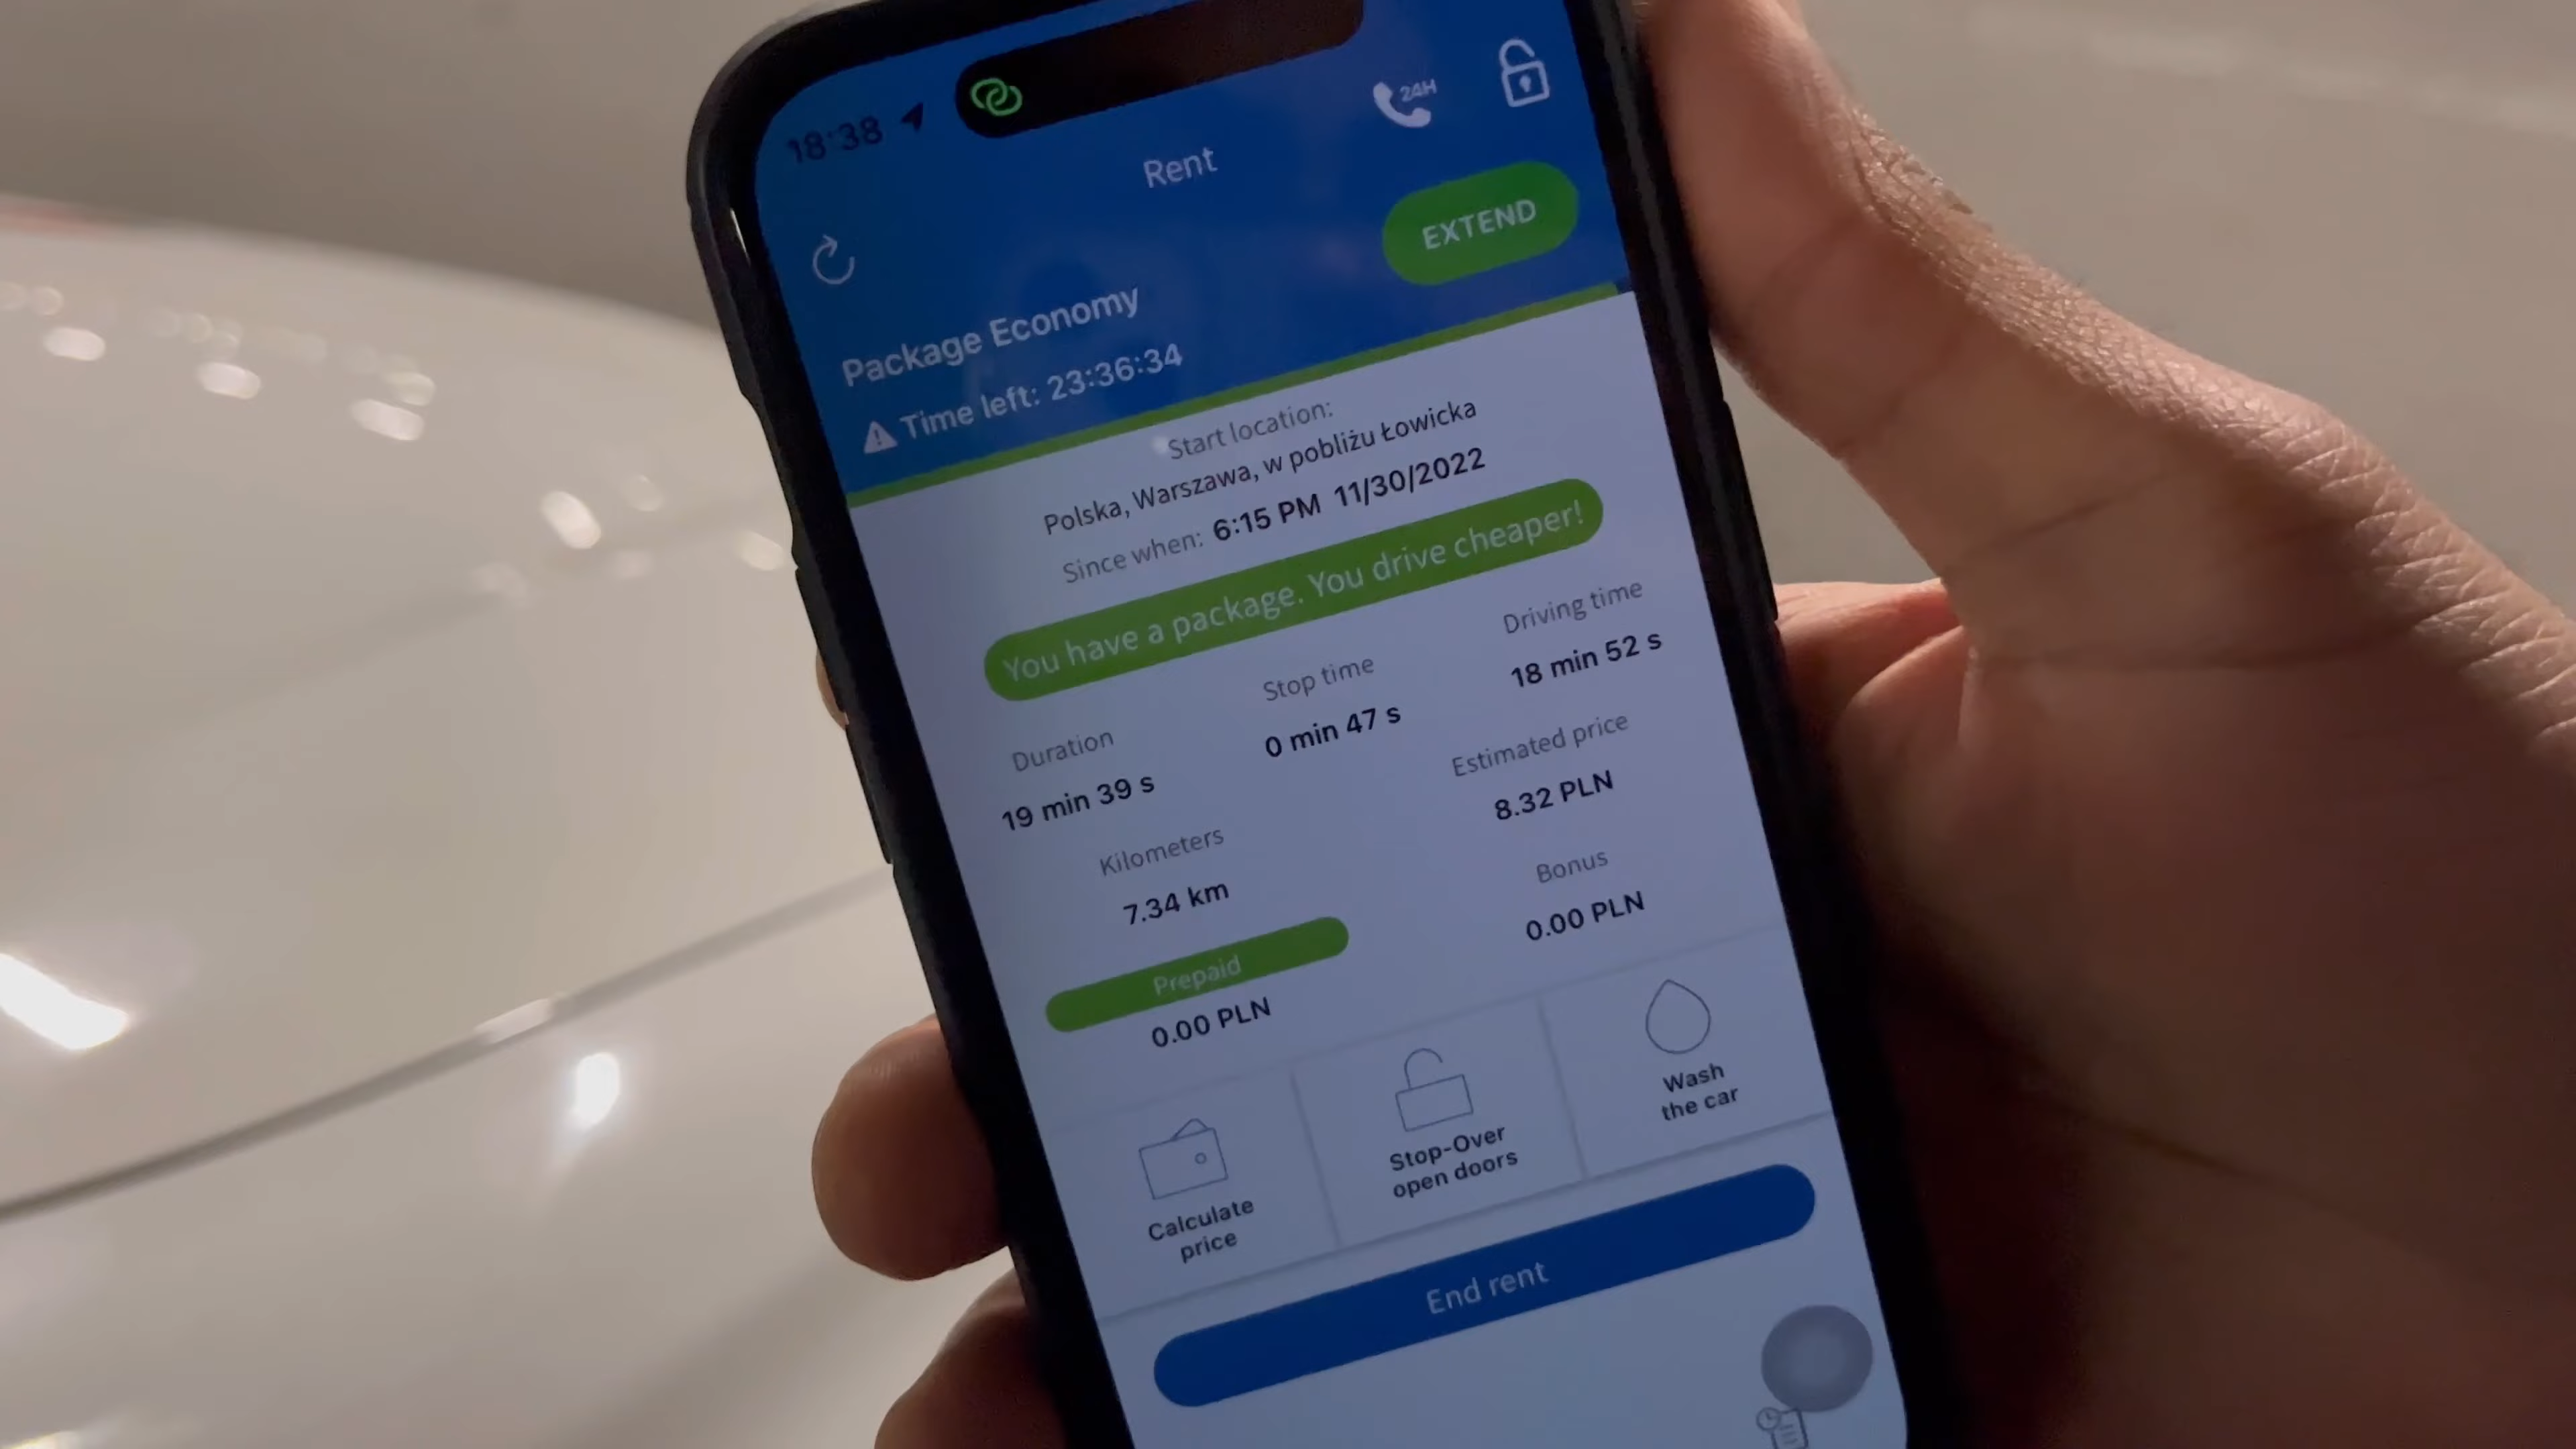 18:38
24H
Rent
EXTEND
Package Economy
Time left: 23:36:34
Start location:
Polska, Warszawa, w pobliżu Łowicka
Since when: 6:15 PM 11/30/2022
You have a package. You drive cheaper!
Duration
Stop time
Driving time
19 min 39 s
0 min 47 s
18 min 52 s
Kilometers
Estimated price
7.34 km
8.32 PLN
Prepaid
Bonus
0.00 PLN
0.00 PLN
Calculate
price
Stop-Over
open doors
Wash
the car
End rent